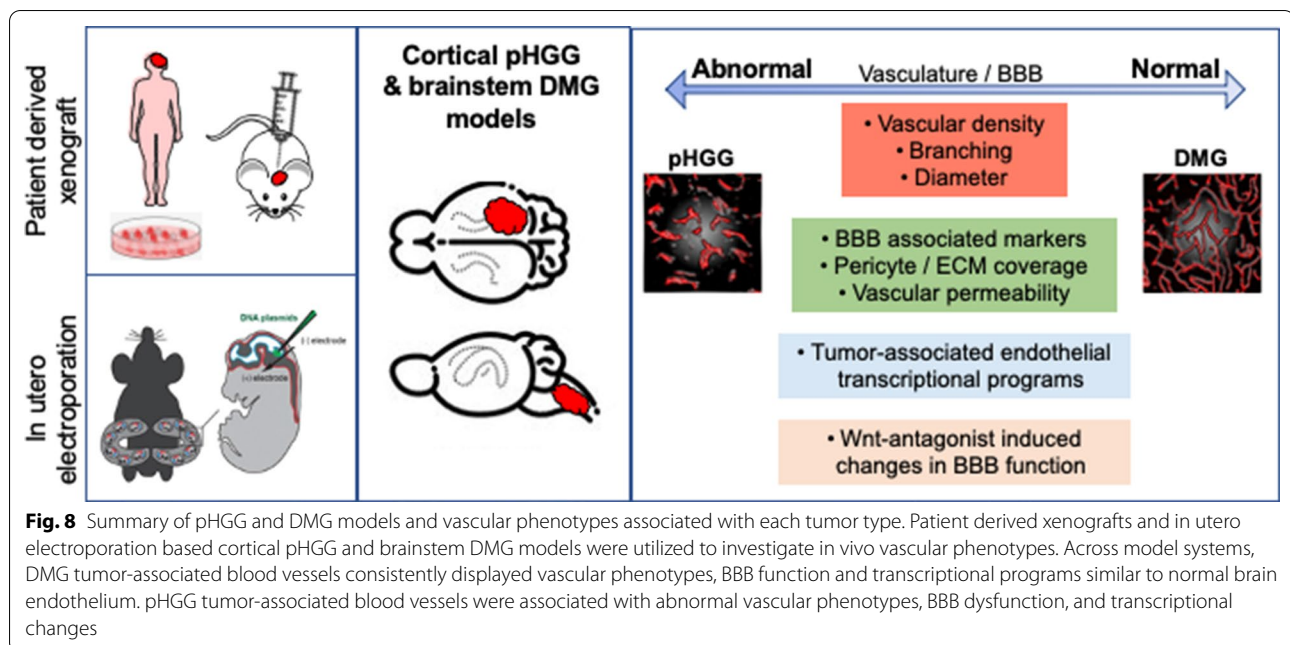 Patient derived
xenograft
In utero
electroporation
DNA plasmids
(-) electrode
(+) electrode
Cortical pHGG
& brainstem DMG
models
Abnormal
Vasculature / BBB
Normal
pHGG
DMG
• Vascular density
• Branching
• Diameter
• BBB associated markers
• Pericyte / ECM coverage
• Vascular permeability
• Tumor-associated endothelial
transcriptional programs
• Wnt-antagonist induced
changes in BBB function
Fig. 8 Summary of pHGG and DMG models and vascular phenotypes associated with each tumor type. Patient derived xenografts and in utero
electroporation based cortical pHGG and brainstem DMG models were utilized to investigate in vivo vascular phenotypes. Across model systems,
DMG tumor-associated blood vessels consistently displayed vascular phenotypes, BBB function and transcriptional programs similar to normal brain
endothelium. pHGG tumor-associated blood vessels were associated with abnormal vascular phenotypes, BBB dysfunction, and transcriptional
changes